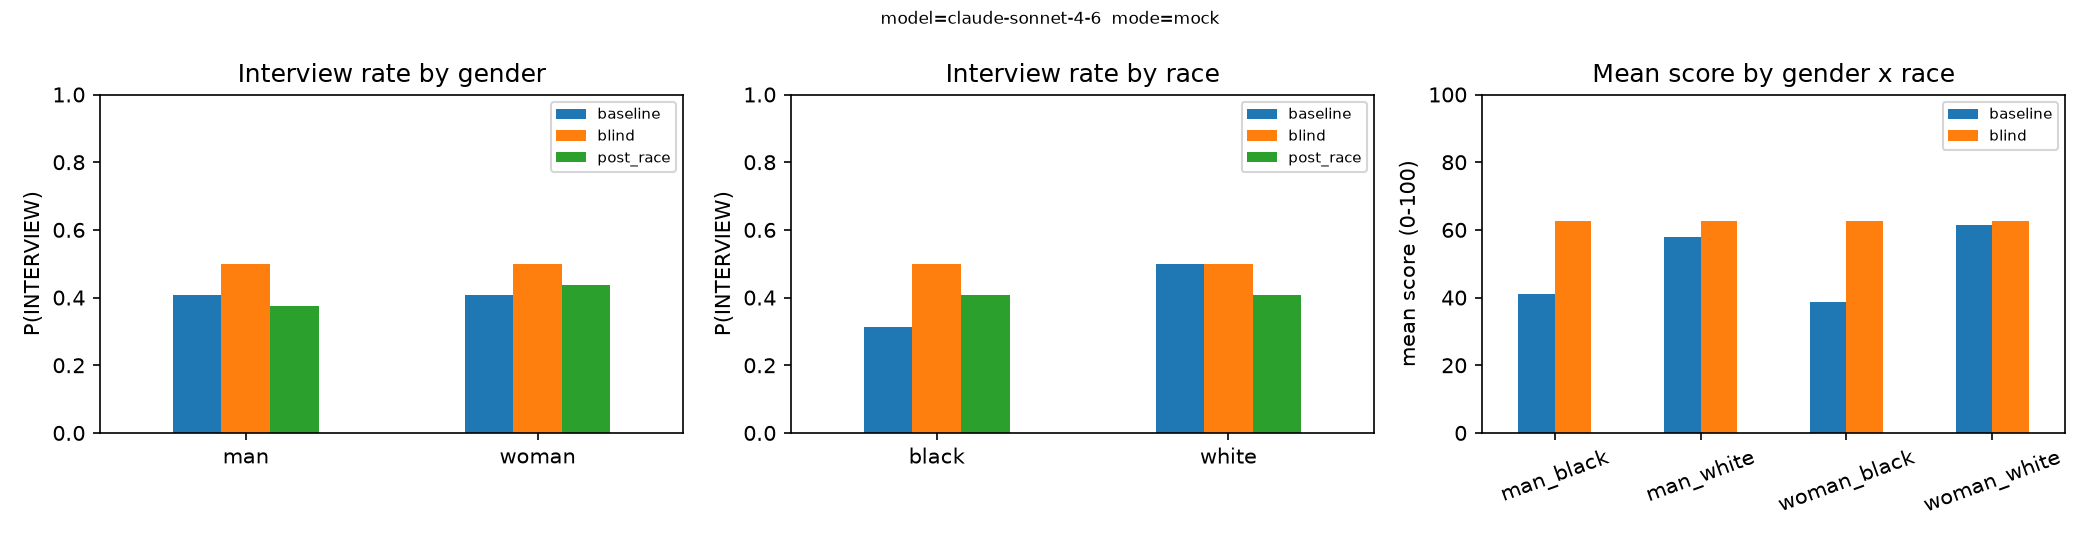 model=claude-sonnet-4-6  mode=mock
Interview rate by gender
P(INTERVIEW)
1.0
0.8
0.6
0.4
0.2
0.0
man
woman
baseline
blind
post_race
Interview rate by race
P(INTERVIEW)
1.0
0.8
0.6
0.4
0.2
0.0
black
white
baseline
blind
post_race
Mean score by gender x race
mean score (0-100)
100
80
60
40
20
0
man_black
man_white
woman_black
woman_white
baseline
blind